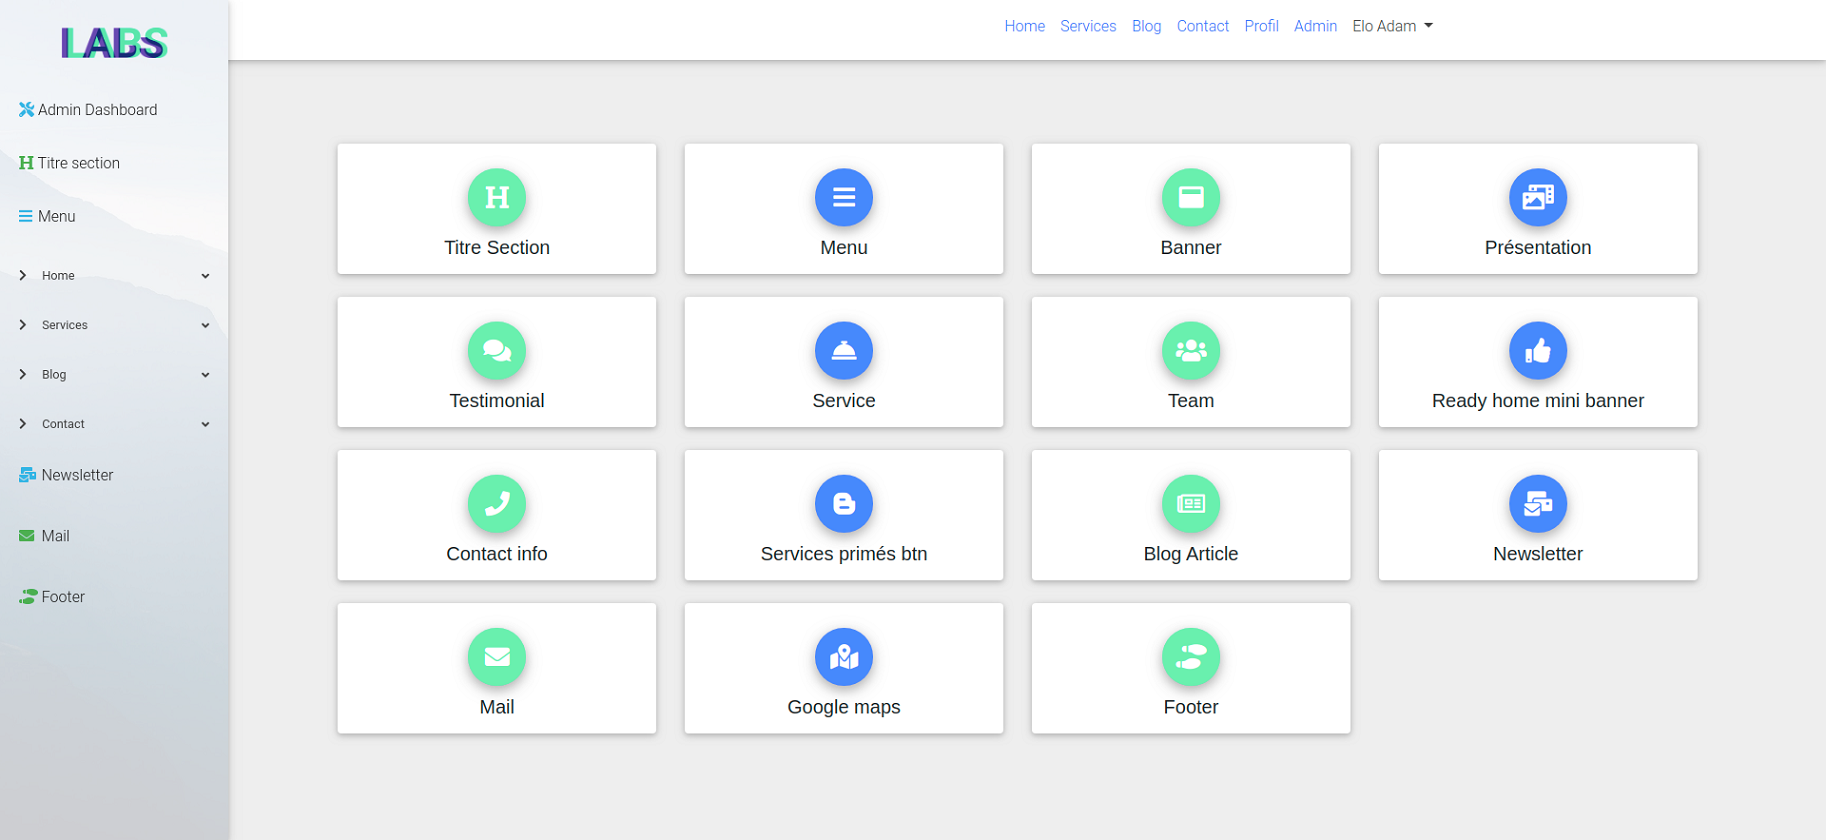 LABS
Home Services Blog Contact Profil Admin Elo Adam
Admin Dashboard
Titre section
Menu
Home
Services
Blog
Contact
Newsletter
Mail
Footer
Titre Section
Menu
Banner
Présentation
Testimonial
Service
Team
Ready home mini banner
Contact info
Services primés btn
Blog Article
Newsletter
Mail
Google maps
Footer